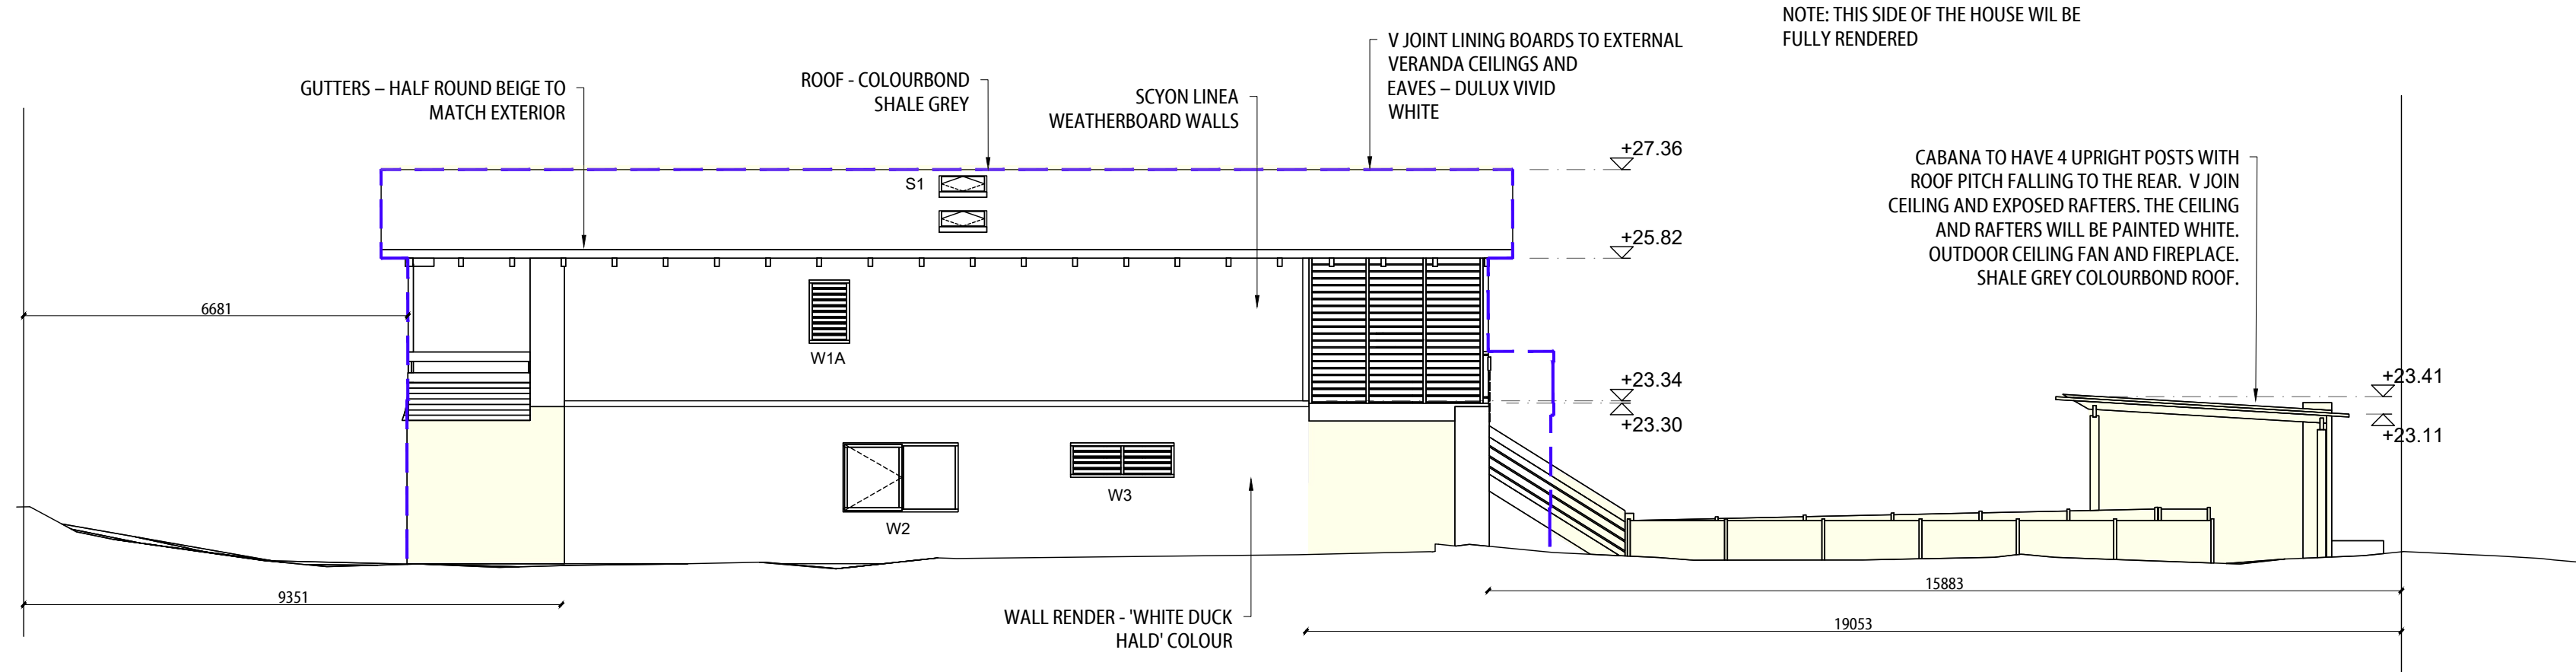 NOTE: THIS SIDE OF THE HOUSE WIL BE
FULLY RENDERED
V JOINT LINING BOARDS TO EXTERNAL
VERANDA CEILINGS AND
EAVES – DULUX VIVID
WHITE
ROOF - COLOURBOND
SHALE GREY
GUTTERS – HALF ROUND BEIGE TO
MATCH EXTERIOR
SCYON LINEA
WEATHERBOARD WALLS
+27.36
CABANA TO HAVE 4 UPRIGHT POSTS WITH
ROOF PITCH FALLING TO THE REAR.  V JOIN
CEILING AND EXPOSED RAFTERS. THE CEILING
AND RAFTERS WILL BE PAINTED WHITE.
OUTDOOR CEILING FAN AND FIREPLACE.
SHALE GREY COLOURBOND ROOF.
S1
+25.82
6681
W1A
+23.34
+23.30
+23.41
+23.11
W3
W2
15883
9351
WALL RENDER - 'WHITE DUCK
HALD' COLOUR
19053